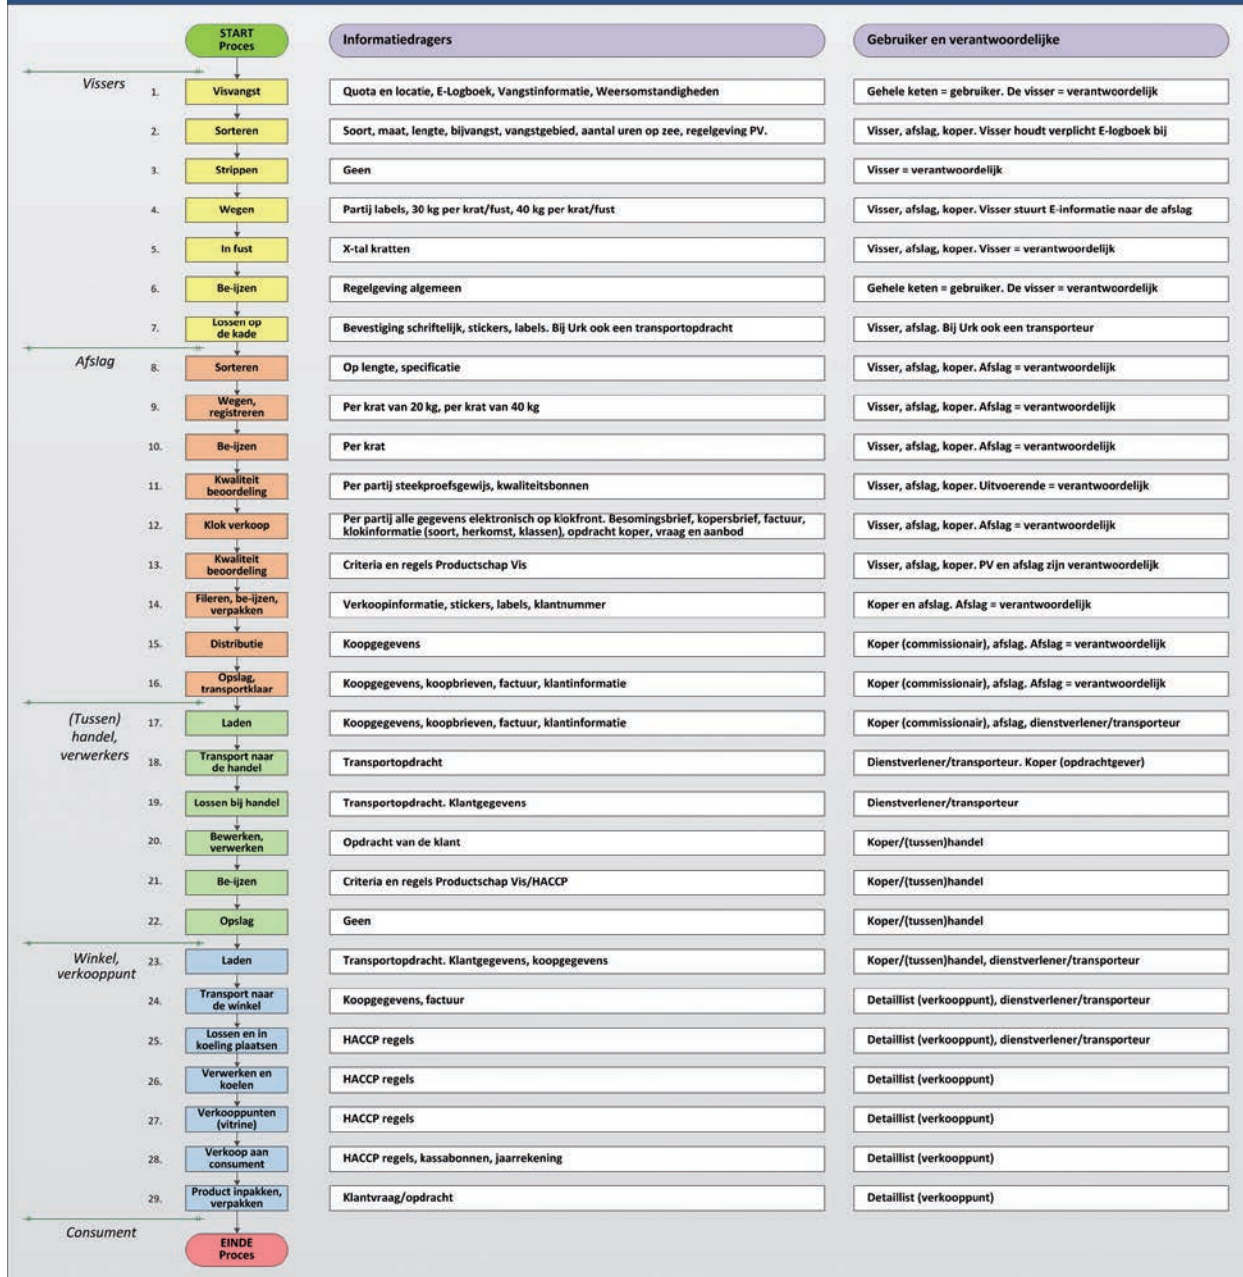 START
Proces
Informatiedragers
Gebruiker en verantwoordelijke
Vissers
1.
Visvangst
Quota en locatie, E-Logboek, Vangstinformatie, Weersomstandigheden
Gehele keten = gebruiker. De visser = verantwoordelijk
2.
Sorteren
Soort, maat, lengte, bijvangst, vangstgebied, aantal uren op zee, regelgeving PV.
Visser, afslag, koper. Visser houdt verplicht E-logboek bij
3.
Strippen
Geen
Visser = verantwoordelijk
4.
Wegen
Partij labels, 30 kg per krat/fust, 40 kg per krat/fust
Visser, afslag, koper. Visser stuurt E-informatie naar de afslag
5.
In fust
X-tal kratten
Visser, afslag, koper. Visser = verantwoordelijk
6.
Be-ijzen
Regelgeving algemeen
Gehele keten = gebruiker. De visser = verantwoordelijk
7.
Lossen op
de kade
Bevestiging schriftelijk, stickers, labels. Bij Urk ook een transportopdracht
Visser, afslag. Bij Urk ook een transporteur
Afslag
8.
Sorteren
Op lengte, specificatie
Visser, afslag, koper. Afslag = verantwoordelijk
9.
Wegen,
registreren
Per krat van 20 kg, per krat van 40 kg
Visser, afslag, koper. Afslag = verantwoordelijk
10.
Be-ijzen
Per krat
Visser, afslag, koper. Afslag = verantwoordelijk
11.
Kwaliteit
beoordeling
Per partij steekproefsgewijs, kwaliteitsbonnen
Visser, afslag, koper. Uitvoerende = verantwoordelijk
12.
Klok verkoop
Per partij alle gegevens elektronisch op klokfront. Besomingsbrief, kopersbrief, factuur,
klokinformatie (soort, herkomst, klassen), opdracht koper, vraag en aanbod
Visser, afslag, koper. Afslag = verantwoordelijk
13.
Kwaliteit
beoordeling
Criteria en regels Productschap Vis
Visser, afslag, koper. PV en afslag zijn verantwoordelijk
14.
Fileren, be-ijzen,
verpakken
Verkoopinformatie, stickers, labels, klantnummer
Koper en afslag. Afslag = verantwoordelijk
15.
Distributie
Koopgegevens
Koper (commissionair), afslag. Afslag = verantwoordelijk
16.
Opslag,
transportklaar
Koopgegevens, koopbrieven, factuur, klantinformatie
Koper (commissionair), afslag. Afslag = verantwoordelijk
(Tussen)
handel,
verwerkers
17.
Laden
Koopgegevens, koopbrieven, factuur, klantinformatie
Koper (commissionair), afslag, dienstverlener/transporteur
18.
Transport naar
de handel
Transportopdracht
Dienstverlener/transporteur. Koper (opdrachtgever)
19.
Lossen bij handel
Transportopdracht. Klantgegevens
Dienstverlener/transporteur
20.
Bewerken,
verwerken
Opdracht van de klant
Koper/(tussen)handel
21.
Be-ijzen
Criteria en regels Productschap Vis/HACCP
Koper/(tussen)handel
22.
Opslag
Geen
Koper/(tussen)handel
Winkel,
verkooppunt
23.
Laden
Transportopdracht. Klantgegevens, koopgegevens
Koper/(tussen)handel, dienstverlener/transporteur
24.
Transport naar
de winkel
Koopgegevens, factuur
Detaillist (verkooppunt), dienstverlener/transporteur
25.
Lossen en in
koeling plaatsen
HACCP regels
Detaillist (verkooppunt), dienstverlener/transporteur
26.
Verwerken en
koelen
HACCP regels
Detaillist (verkooppunt)
27.
Verkooppunten
(vitrine)
HACCP regels
Detaillist (verkooppunt)
28.
Verkoop aan
consument
HACCP regels, kassabonnen, jaarrekening
Detaillist (verkooppunt)
29.
Product inpakken,
verpakken
Klantvraag/opdracht
Detaillist (verkooppunt)
Consument
EINDE
Proces